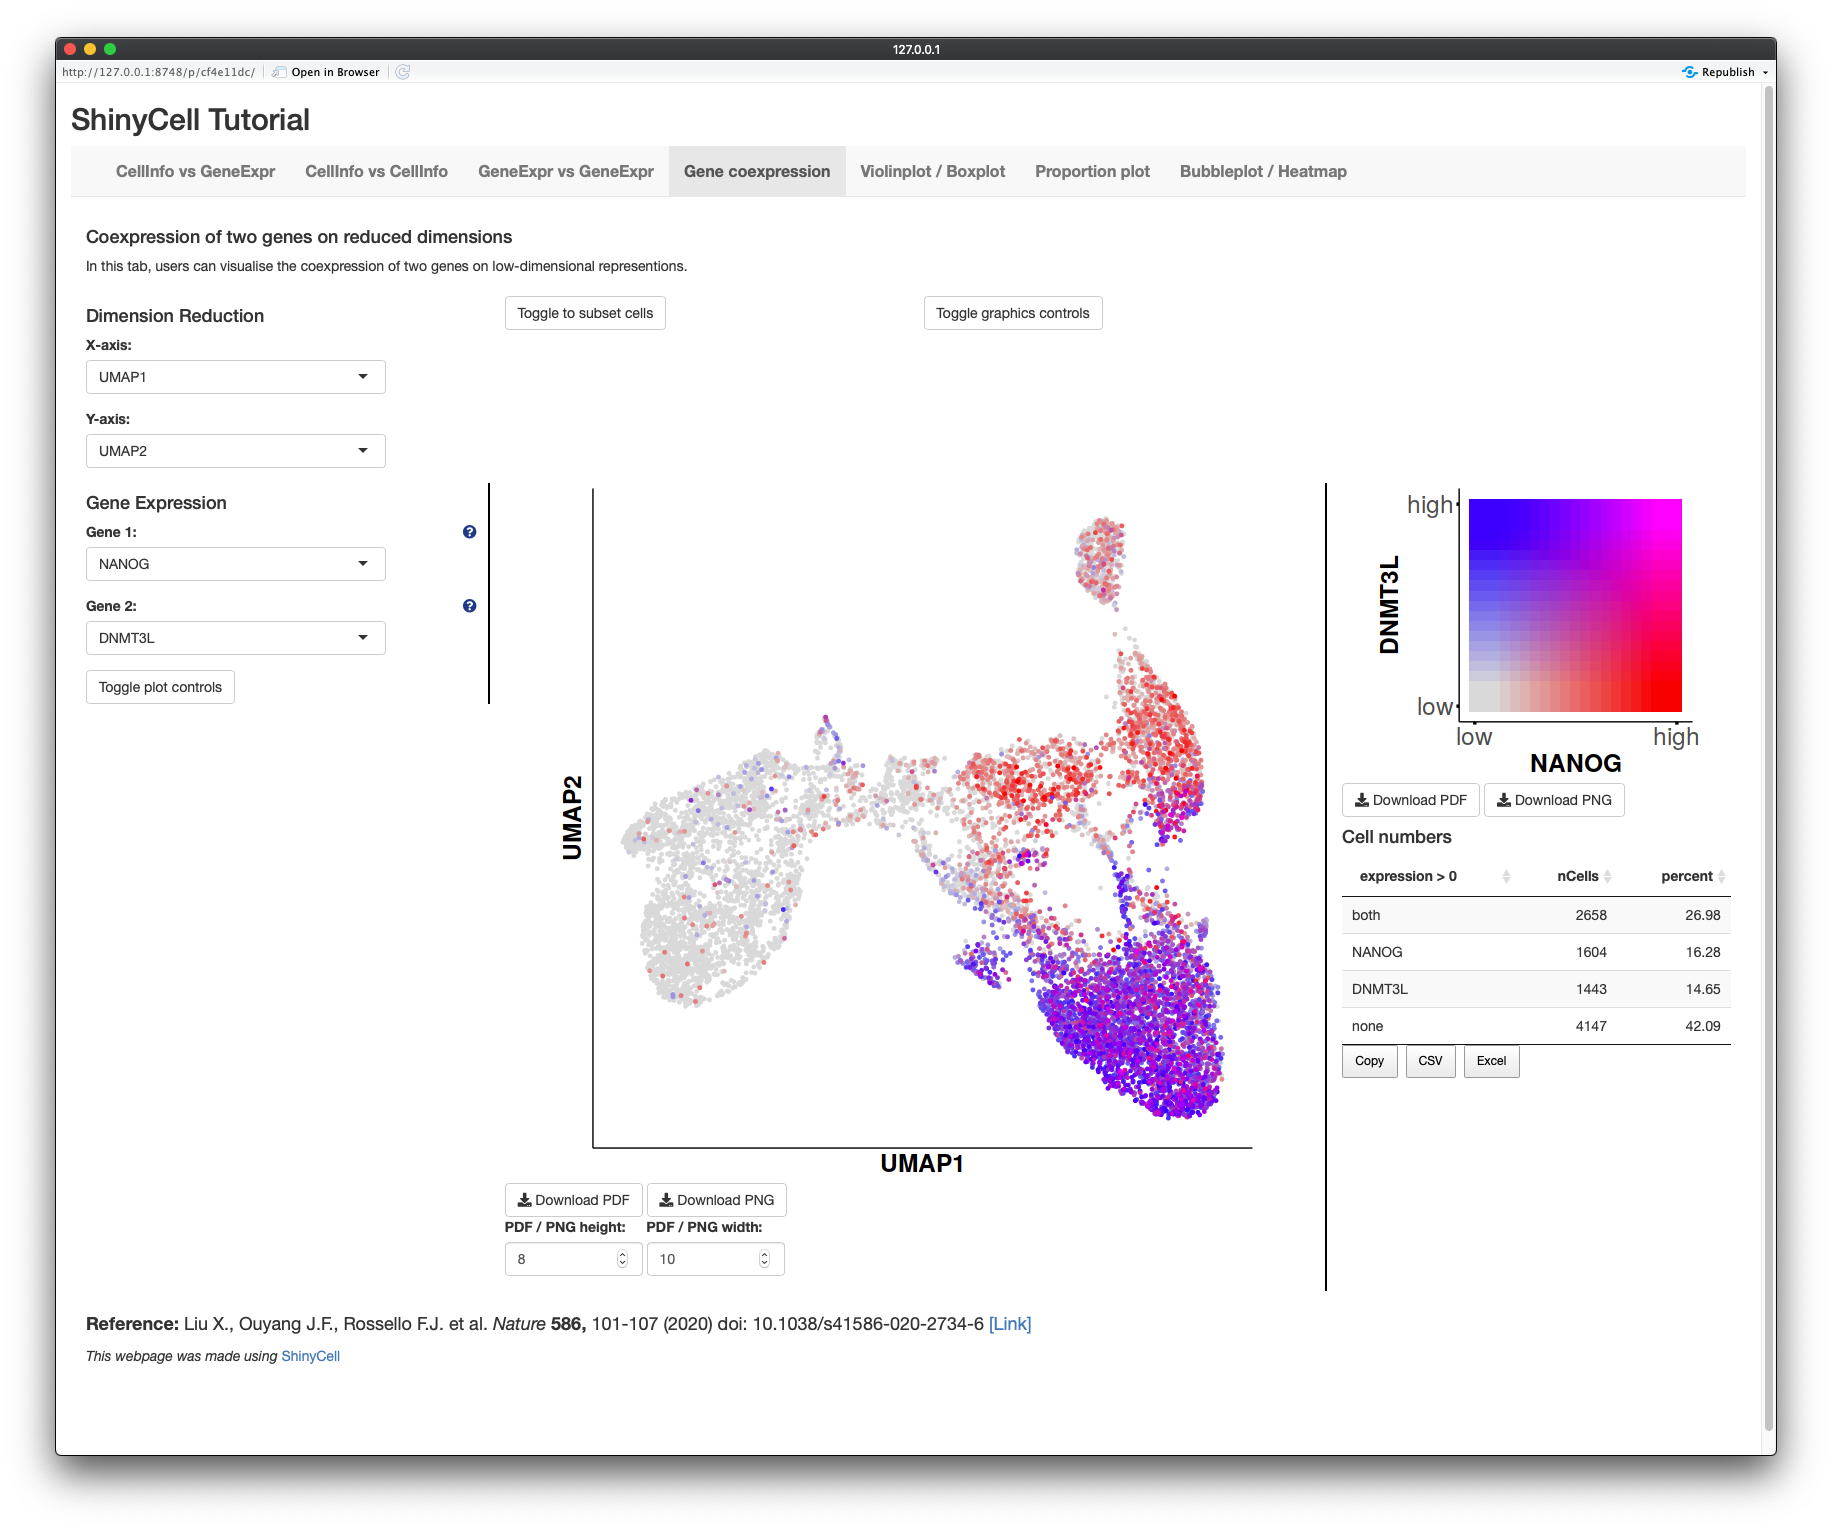 127.0.0.1
http://127.0.0.1:8748/p/cf4e11dc/ Open in Browser Republish
ShinyCell Tutorial
CellInfo vs GeneExpr CellInfo vs CellInfo GeneExpr vs GeneExpr Gene coexpression Violinplot / Boxplot Proportion plot Bubbleplot / Heatmap
Coexpression of two genes on reduced dimensions
In this tab, users can visualise the coexpression of two genes on low-dimensional representions.
Dimension Reduction
X-axis:
UMAP1
Y-axis:
UMAP2
Toggle to subset cells
Toggle graphics controls
Gene Expression
Gene 1:
NANOG
Gene 2:
DNMT3L
Toggle plot controls
UMAP2
UMAP1
Download PDF Download PNG
PDF / PNG height: PDF / PNG width:
8 10
high
DNMT3L
low
low high
NANOG
Download PDF Download PNG
Cell numbers
expression > 0 nCells percent
both 2658 26.98
NANOG 1604 16.28
DNMT3L 1443 14.65
none 4147 42.09
Copy CSV Excel
Reference: Liu X., Ouyang J.F., Rossello F.J. et al. Nature 586, 101-107 (2020) doi: 10.1038/s41586-020-2734-6 [Link]
This webpage was made using ShinyCell